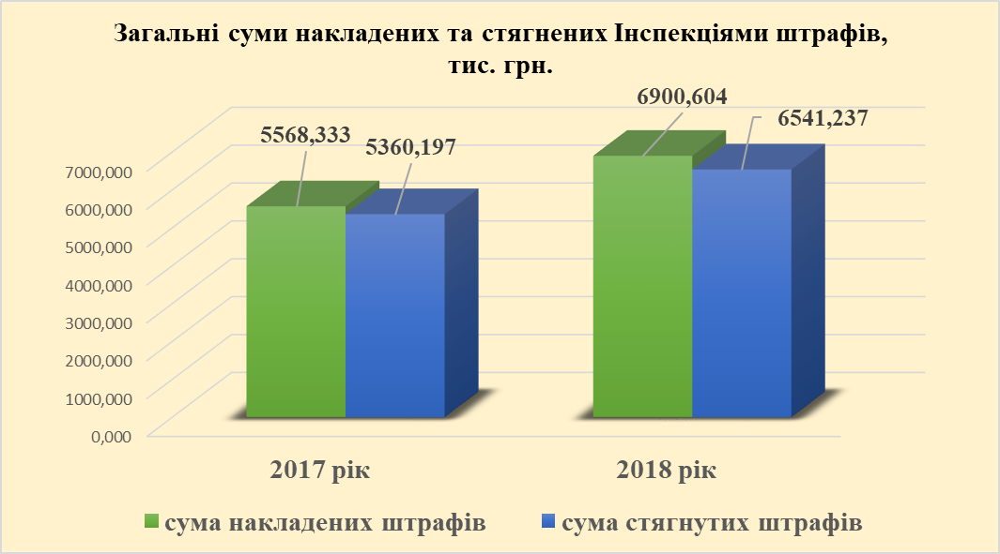 Загальні суми накладених та стягнених Інспекціями штрафів,
тис. грн.
6900,604
6541,237
5568,333
5360,197
7000,000
6000,000
5000,000
4000,000
3000,000
2000,000
1000,000
0,000
2017 рік
2018 рік
сума накладених штрафів
сума стягнутих штрафів